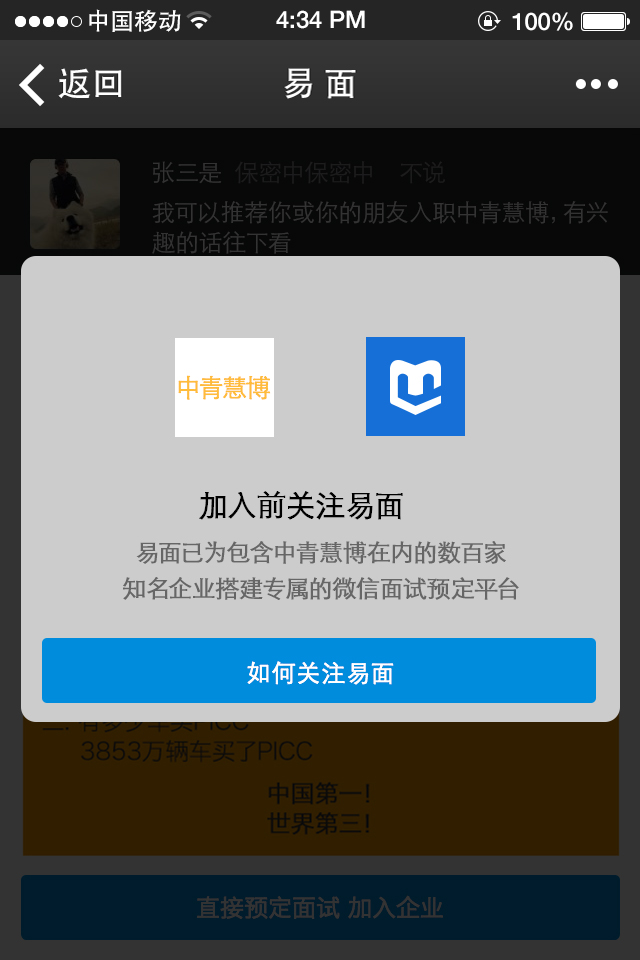 中国移动 4:34 PM 100%
返回 易 面
张三是 保密中保密中 不说
我可以推荐你或你的朋友入职中青慧博, 有兴
趣的话往下看
中青慧博
加入前关注易面
易面已为包含中青慧博在内的数百家
知名企业搭建专属的微信面试预定平台
如何关注易面
3853万辆车买了PICC
中国第一!
世界第三!
直接预定面试 加入企业